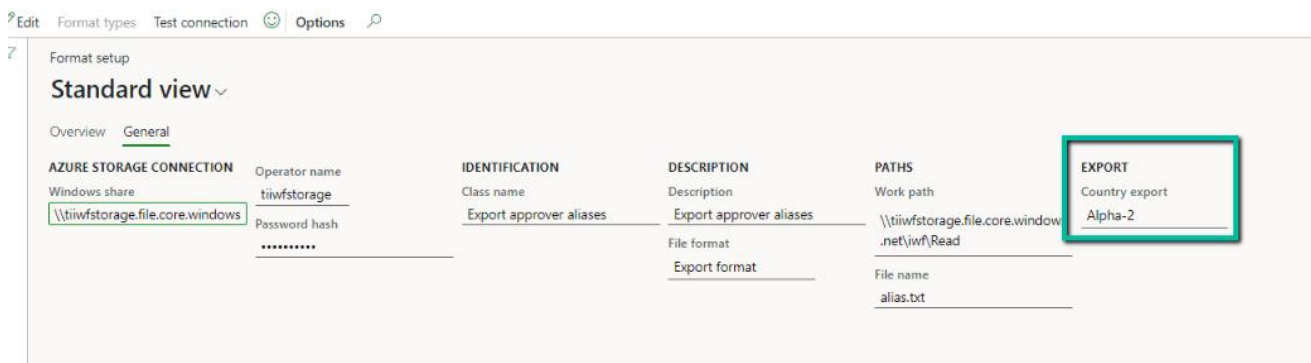 Edit Format types Test connection Options
Format setup
Standard view
Overview General
AZURE STORAGE CONNECTION
Windows share
\\tiiwfstorage.file.core.windows
Operator name
tiiwfstorage
Password hash
••••••••••
IDENTIFICATION
Class name
Export approver aliases
DESCRIPTION
Description
Export approver aliases
File format
Export format
PATHS
Work path
\\tiiwfstorage.file.core.window
.net\iwf\Read
File name
alias.txt
EXPORT
Country export
Alpha-2